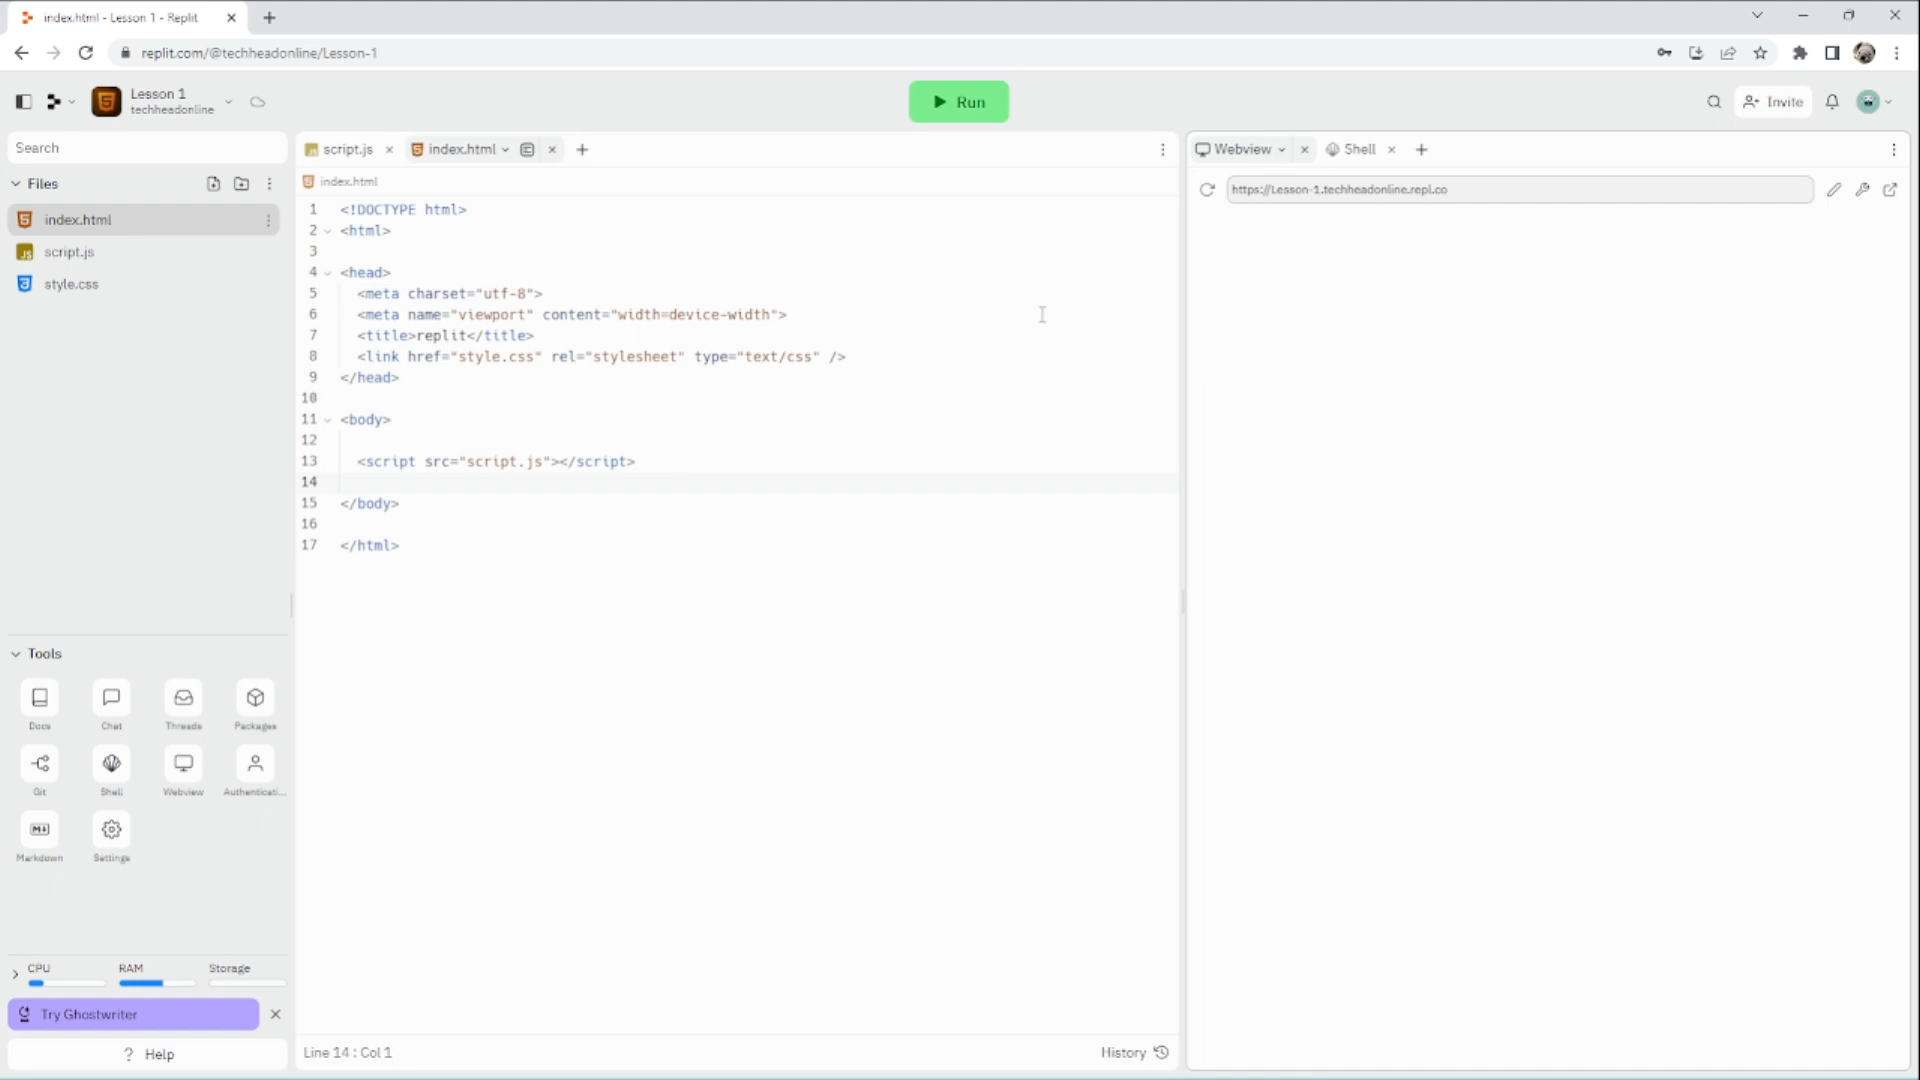 index.html - Lesson 1 - Replit
replit.com/@techheadonline/Lesson-1
Lesson 1
techheadonline
Run
Invite
Search
Files
index.html
script.js
style.css
script.js
index.html
index.html
1 <!DOCTYPE html>
2 <html>
3
4 <head>
5 <meta charset="utf-8">
6 <meta name="viewport" content="width=device-width">
7 <title>replit</title>
8 <link href="style.css" rel="stylesheet" type="text/css" />
9 </head>
10
11 <body>
12
13 <script src="script.js"></script>
14
15 </body>
16
17 </html>
Webview
Shell
https://Lesson-1.techheadonline.repl.co
Tools
Docs
Chat
Threads
Packages
Git
Shell
Webview
Authenticati...
Markdown
Settings
CPU
RAM
Storage
Try Ghostwriter
? Help
Line 14 : Col 1
History